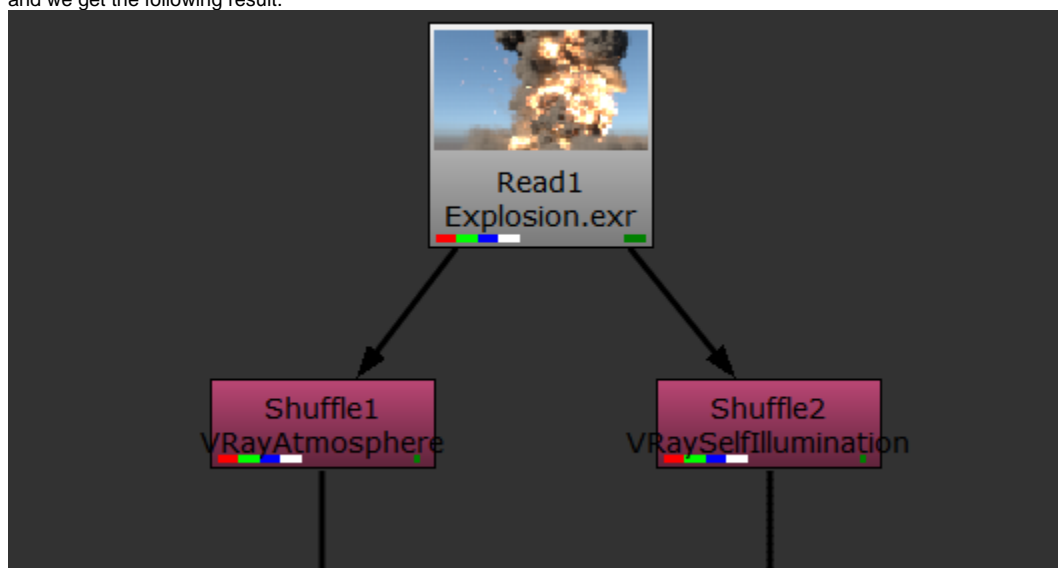 and we get the following result:
Read1
Explosion.exr
Shuffle1
VRayAtmosphere
Shuffle2
VRaySelfIllumination